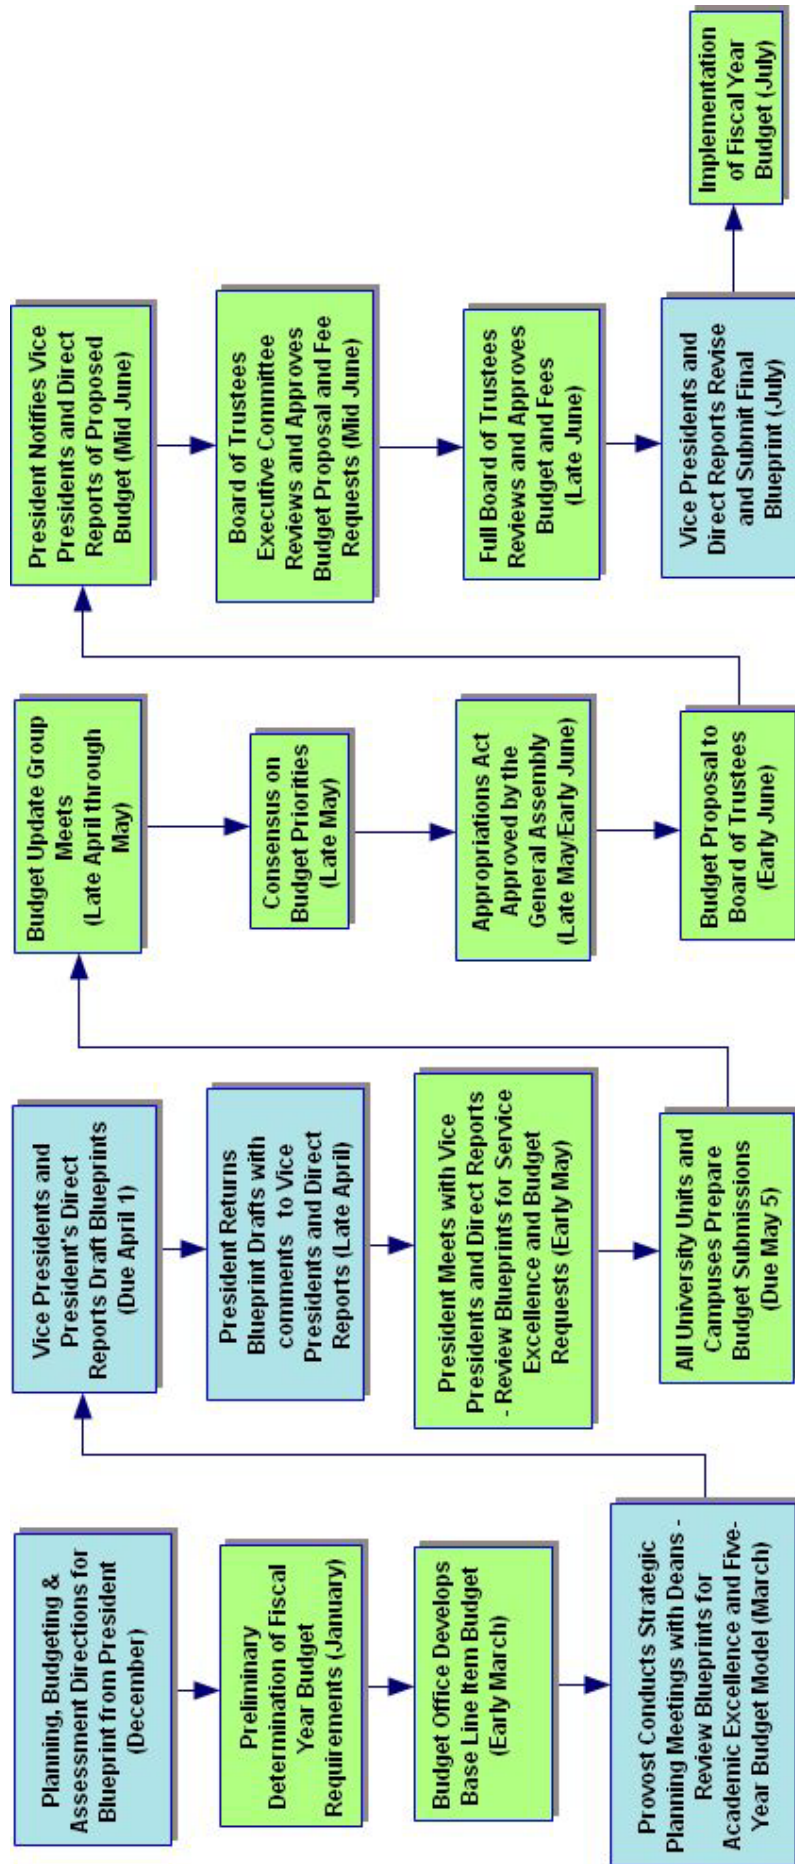 Planning, Budgeting &
Assessment Directions for
Blueprint from President
(December)
Preliminary
Determination of Fiscal
Year Budget
Requirements (January)
Budget Office Develops
Base Line Item Budget
(Early March)
Provost Conducts Strategic
Planning Meetings with Deans -
Review Blueprints for
Academic Excellence and Five-
Year Budget Model (March)
Vice Presidents and
President's Direct
Reports Draft Blueprints
(Due April 1)
President Returns
Blueprint Drafts with
comments to Vice
Presidents and Direct
Reports (Late April)
President Meets with Vice
Presidents and Direct Reports
- Review Blueprints for Service
Excellence and Budget
Requests (Early May)
All University Units and
Campuses Prepare
Budget Submissions
(Due May 5)
Budget Update Group
Meets
(Late April through
May)
Consensus on
Budget Priorities
(Late May)
Appropriations Act
Approved by the
General Assembly
(Late May/Early June)
Budget Proposal to
Board of Trustees
(Early June)
President Notifies Vice
Presidents and Direct
Reports of Proposed
Budget (Mid June)
Board of Trustees
Executive Committee
Reviews and Approves
Budget Proposal and Fee
Requests (Mid June)
Full Board of Trustees
Reviews and Approves
Budget and Fees
(Late June)
Vice Presidents and
Direct Reports Revise
and Submit Final
Blueprint (July)
Implementation
of Fiscal Year
Budget (July)